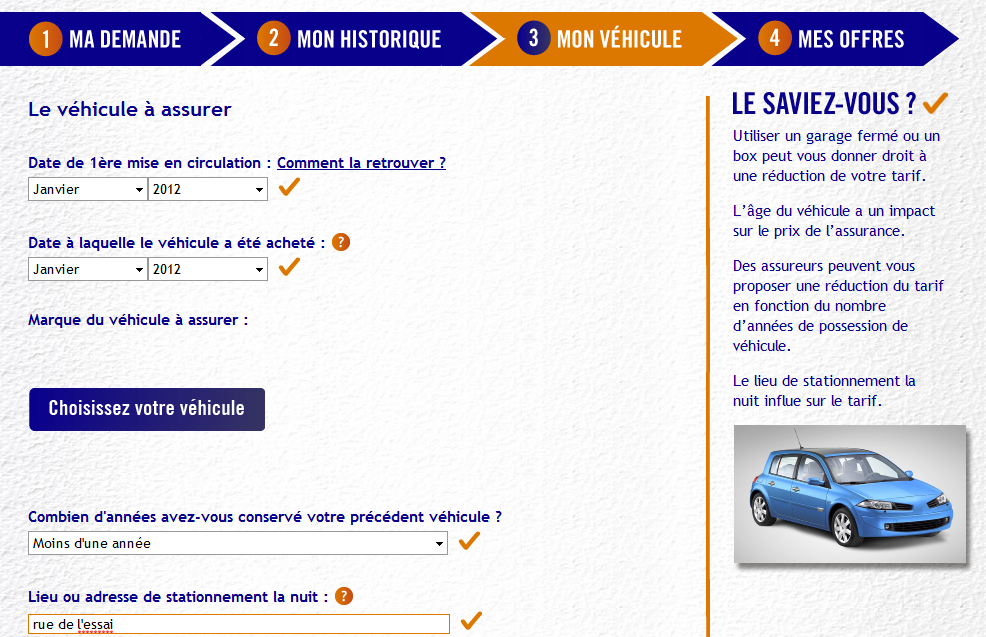 1 MA DEMANDE
2 MON HISTORIQUE
3 MON VÉHICULE
4 MES OFFRES
Le véhicule à assurer
Date de 1ère mise en circulation : Comment la retrouver ?
Janvier 2012
Date à laquelle le véhicule a été acheté : ?
Janvier 2012
Marque du véhicule à assurer :
Choisissez votre véhicule
Combien d'années avez-vous conservé votre précédent véhicule ?
Moins d'une année
Lieu ou adresse de stationnement la nuit : ?
rue de l'essai
LE SAVIEZ-VOUS ?
Utiliser un garage fermé ou un
box peut vous donner droit à
une réduction de votre tarif.
L’âge du véhicule a un impact
sur le prix de l’assurance.
Des assureurs peuvent vous
proposer une réduction du tarif
en fonction du nombre
d’années de possession de
véhicule.
Le lieu de stationnement la
nuit influe sur le tarif.